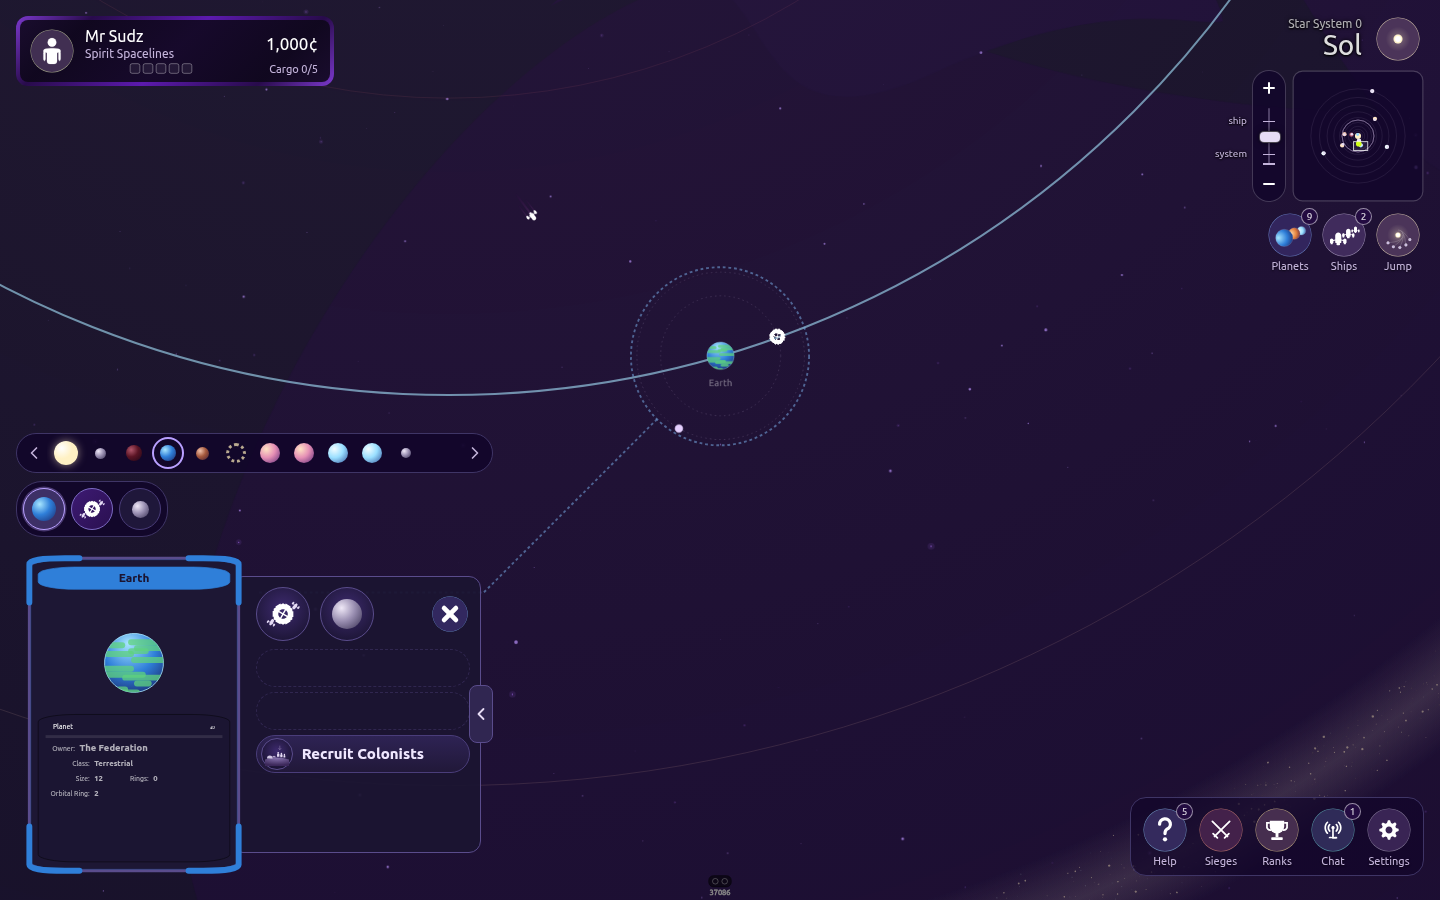 Mr Sudz
Spirit Spacelines
1,000¢
Cargo 0/5
Star System 0
Sol
ship
system
9
2
Planets
Ships
Jump
Earth
Earth
Planet
Owner: The Federation
Class: Terrestrial
Size: 12
Rings: 0
Orbital Ring: 2
Recruit Colonists
5
1
Help
Sieges
Ranks
Chat
Settings
37086